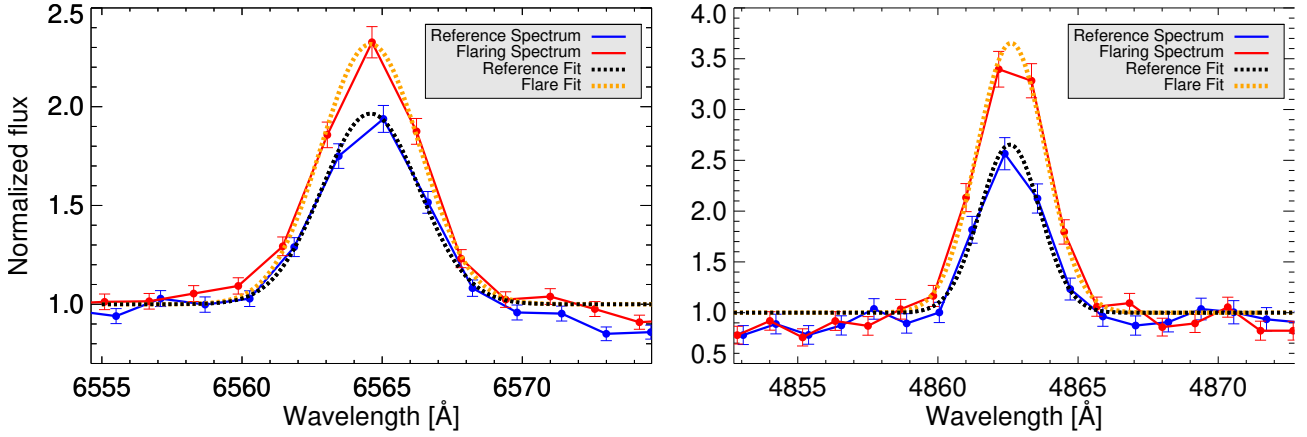 Normalized flux
2.5
2.0
1.5
1.0
Reference Spectrum
Flaring Spectrum
Reference Fit
Flare Fit
6555 6560 6565 6570
Wavelength [Å]
4.0
3.5
3.0
2.5
2.0
1.5
1.0
0.5
Reference Spectrum
Flaring Spectrum
Reference Fit
Flare Fit
4855 4860 4865 4870
Wavelength [Å]